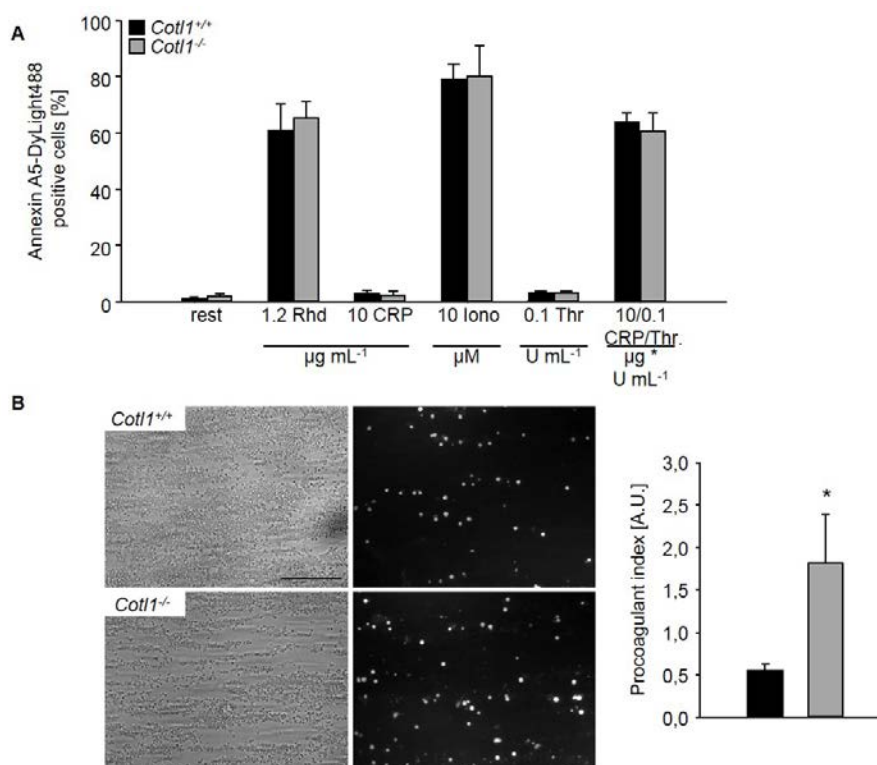 A
Annexin A5-DyLight488
positive cells [%]
100
80
60
40
20
0
Cotl1+/+
Cotl1-/-
rest 1.2 Rhd 10 CRP 10 Iono 0.1 Thr 10/0.1
CRP/Thr.
µg mL-1 µM U mL-1 µg *
U mL-1
B
Cotl1+/+
Cotl1-/-
Procoagulant index [A.U.]
3,0
2,5
2,0
1,5
1,0
0,5
0,0
*